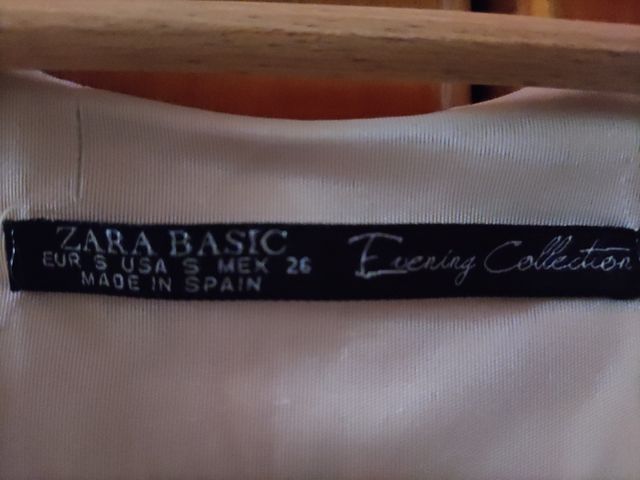 ZARA BASIC
EUR S USA S MEX 26
MADE IN SPAIN
Evening Collection